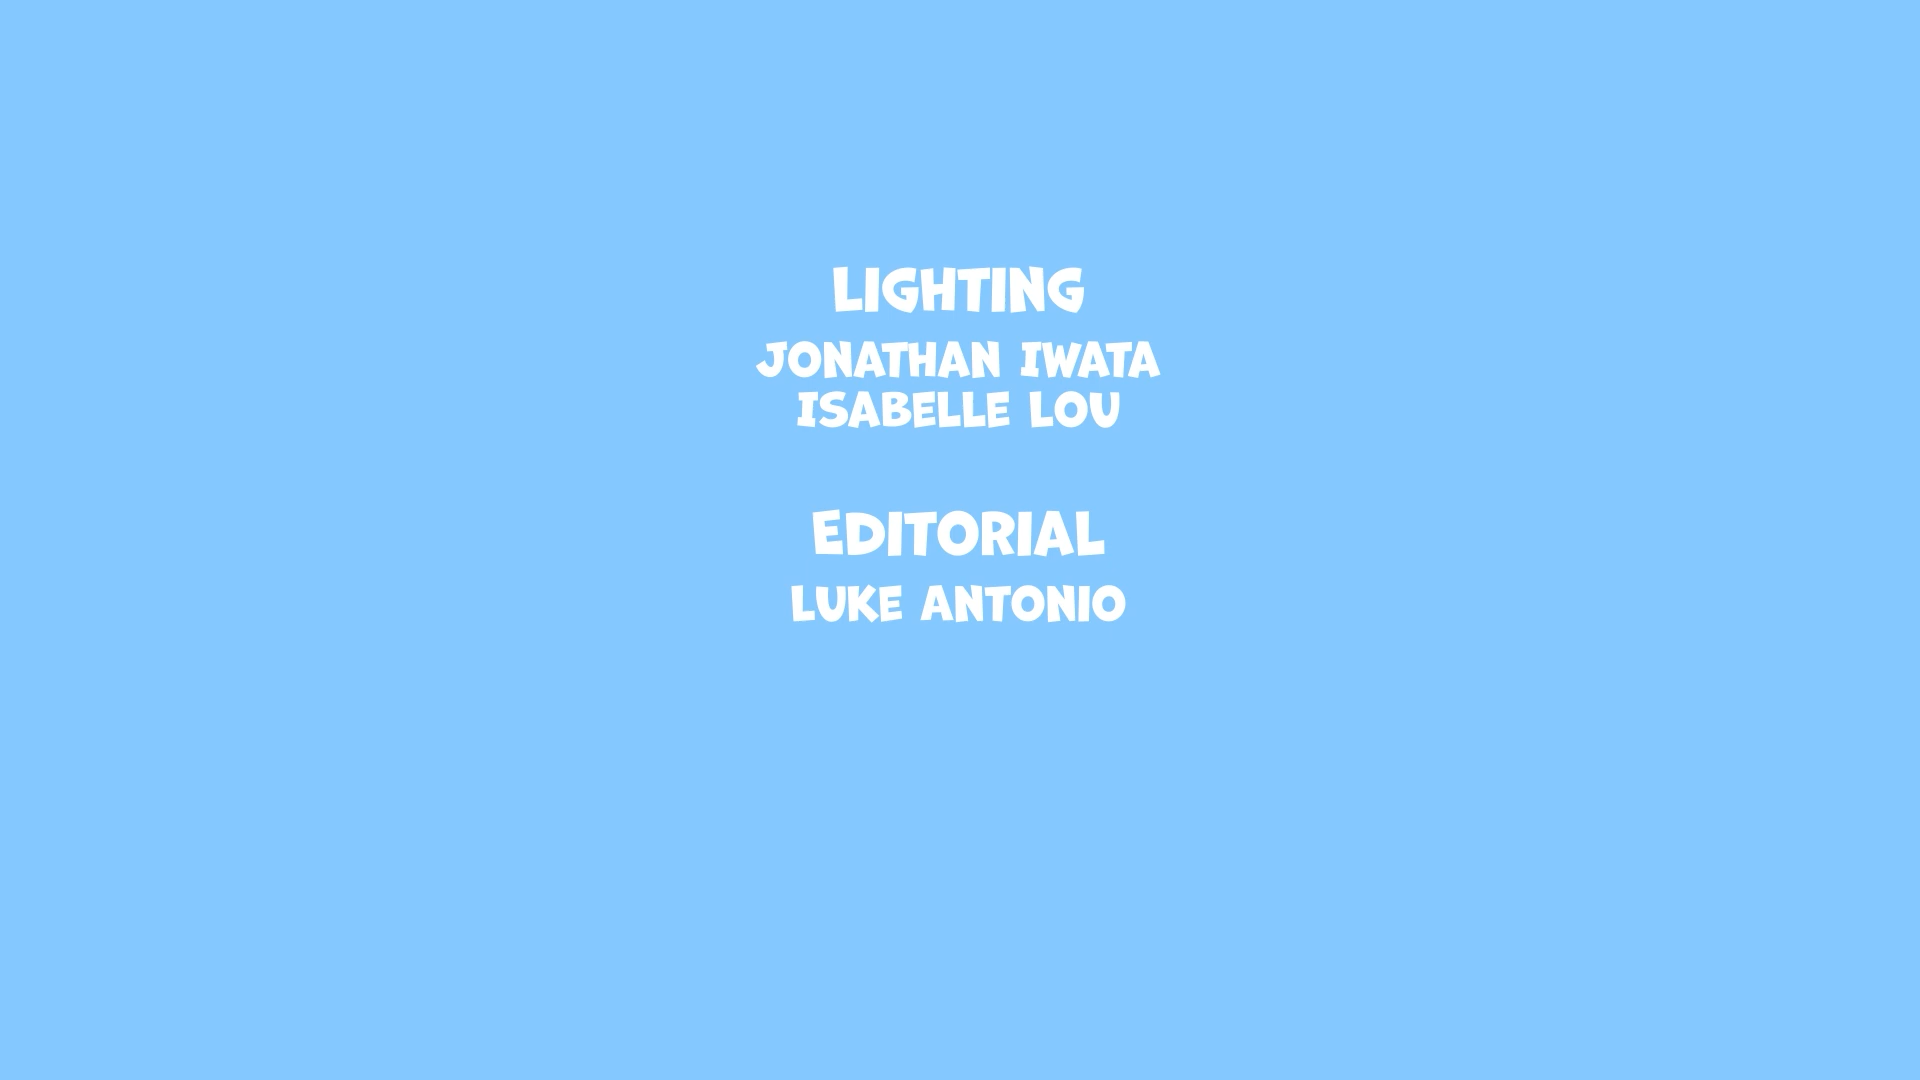 LIGHTING
JONATHAN IWATA
ISABELLE LOU
EDITORIAL
LUKE ANTONIO